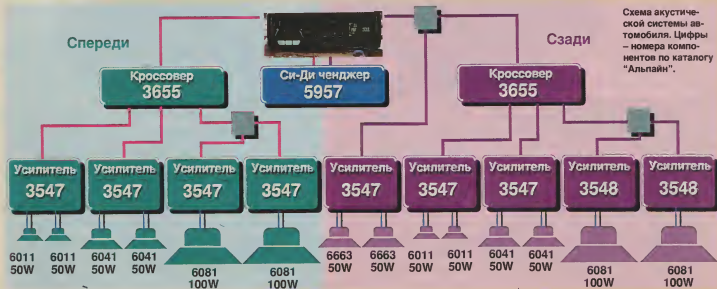 Спереди
Сзади
Схема акустиче-
ской системы ав-
томобиля. Цифры
– номера компо-
нентов по каталогу
"Альпайн".
Кроссовер
3655
Си-Ди ченджер
5957
Кроссовер
3655
Усилитель
3547
Усилитель
3547
Усилитель
3547
Усилитель
3547
Усилитель
3547
Усилитель
3547
Усилитель
3547
Усилитель
3548
Усилитель
3548
6011
50W
6011
50W
6041
50W
6041
50W
6081
100W
6081
100W
6663
50W
6663
50W
6011
50W
6011
50W
6041
50W
6041
50W
6081
100W
6081
100W